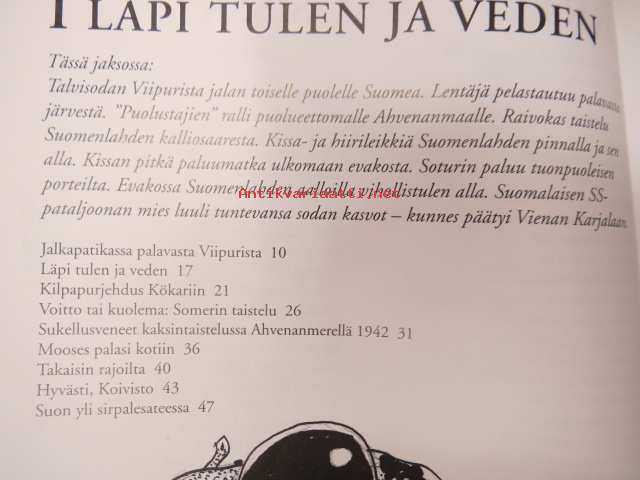 I LÄPI TULEN JA VEDEN
Tässä jaksossa:
Talvisodan Viipurista jalan toiselle puolelle Suomea. Lentäjä pelastautuu palavasta
järvestä. ”Puolustajien” ralli puolueettomalle Ahvenanmaalle. Raivokas taistelu
Suomenlahden kalliosaaresta. Kissa- ja hiirileikkiä Suomenlahden pinnalla ja sen
alla. Kissan pitkä paluumatka ulkomaan evakosta. Soturin paluu tuonpuoleisen
porteilta. Evakossa Suomenlahden aalloilla vihollistulen alla. Suomalaisen SS-
pataljoonan mies luuli tuntevansa sodan kasvot – kunnes päätyi Vienan Karjalaan.
Antikvariaatti.net
Jalkapatikassa palavasta Viipurista 10
Läpi tulen ja veden 17
Kilpapurjehdus Kökariin 21
Voitto tai kuolema: Somerin taistelu 26
Sukellusveneet kaksintaistelussa Ahvenanmerellä 1942 31
Mooses palasi kotiin 36
Takaisin rajoilta 40
Hyvästi, Koivisto 43
Suon yli sirpalesateessa 47